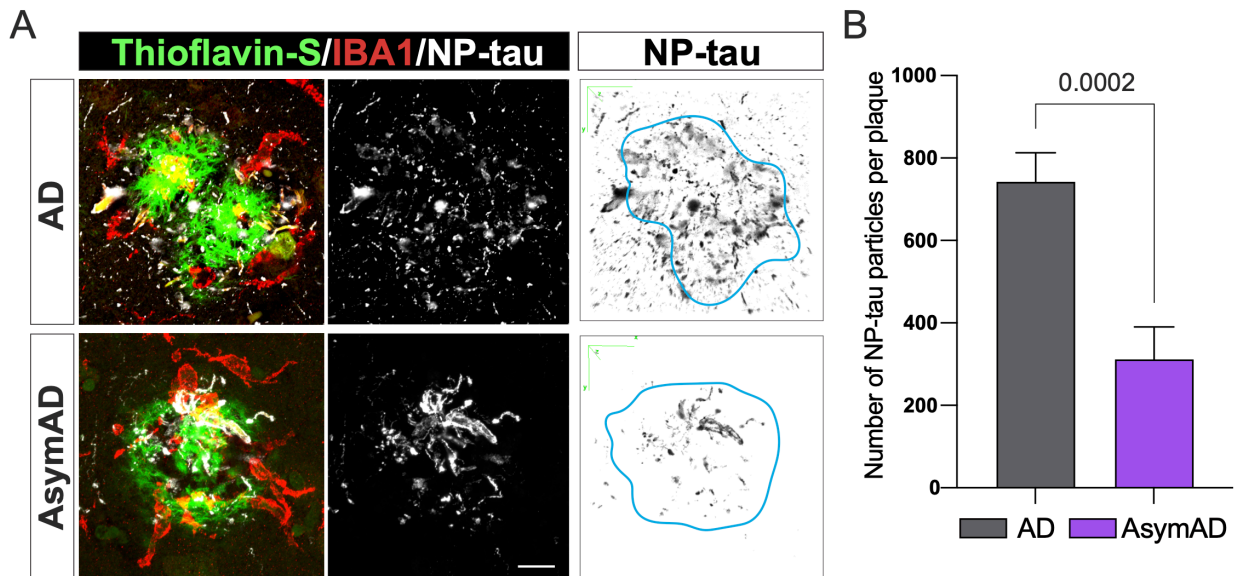 A
Thioflavin-S/IBA1/NP-tau
NP-tau
AD
AsymAD
x
z
y
x
z
y
B
Number of NP-tau particles per plaque
1000
800
600
400
200
0
0.0002
AD
AsymAD